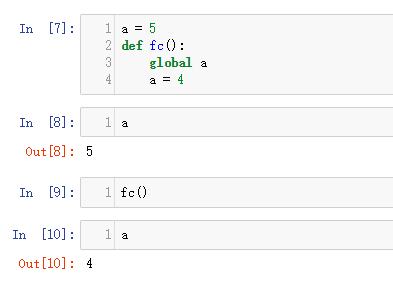 In [7]: 1 a = 5
2 def fc():
3     global a
4     a = 4
In [8]: 1 a
Out[8]: 5
In [9]: 1 fc()
In [10]: 1 a
Out[10]: 4